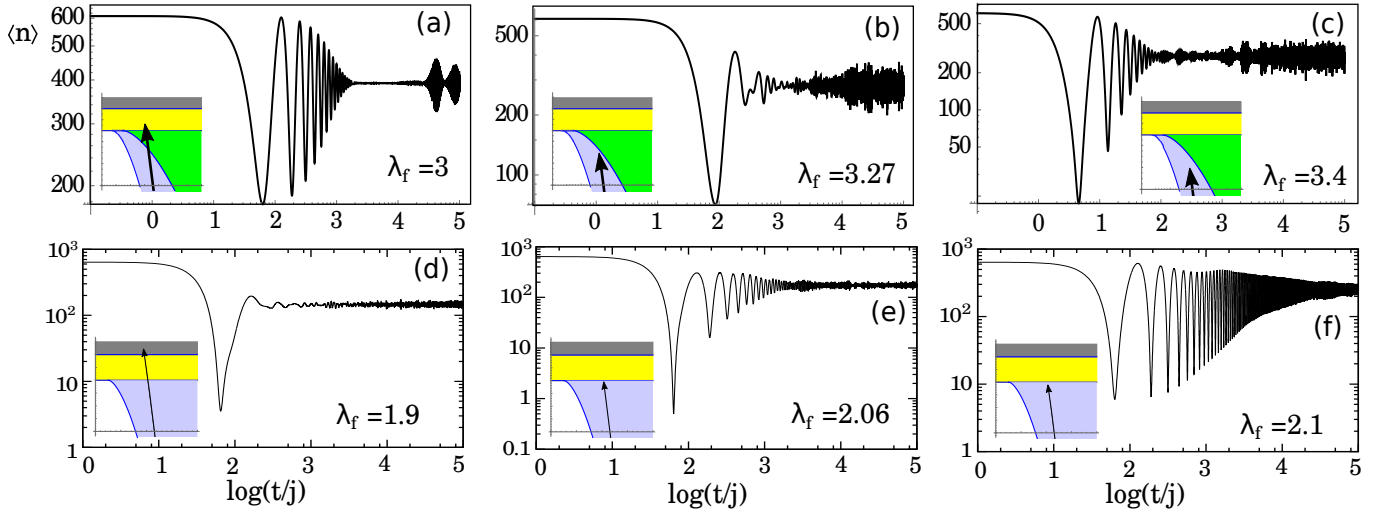 ⟨n⟩
600
500
400
300
200
(a)
λf =3
0 1 2 3 4 5
500
200
100
(b)
λf =3.27
0 1 2 3 4 5
500
200
100
50
(c)
λf =3.4
0 1 2 3 4 5
10³
10²
10
1
(d)
λf =1.9
0 1 2 3 4 5
log(t/j)
10³
10²
10
1
0.1
(e)
λf =2.06
0 1 2 3 4 5
log(t/j)
10³
10²
10
1
(f)
λf =2.1
0 1 2 3 4 5
log(t/j)